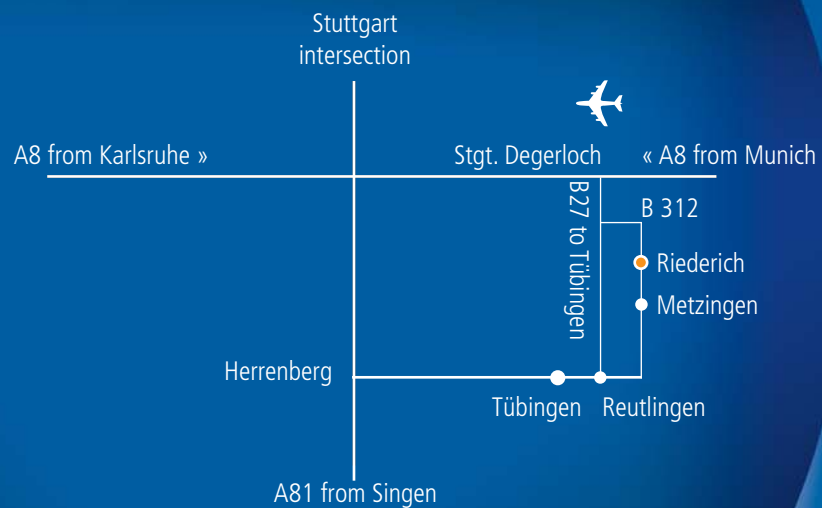 Stuttgart
intersection
A8 from Karlsruhe »
Stgt. Degerloch
« A8 from Munich
B27 to Tübingen
B 312
Riederich
Metzingen
Herrenberg
Tübingen
Reutlingen
A81 from Singen